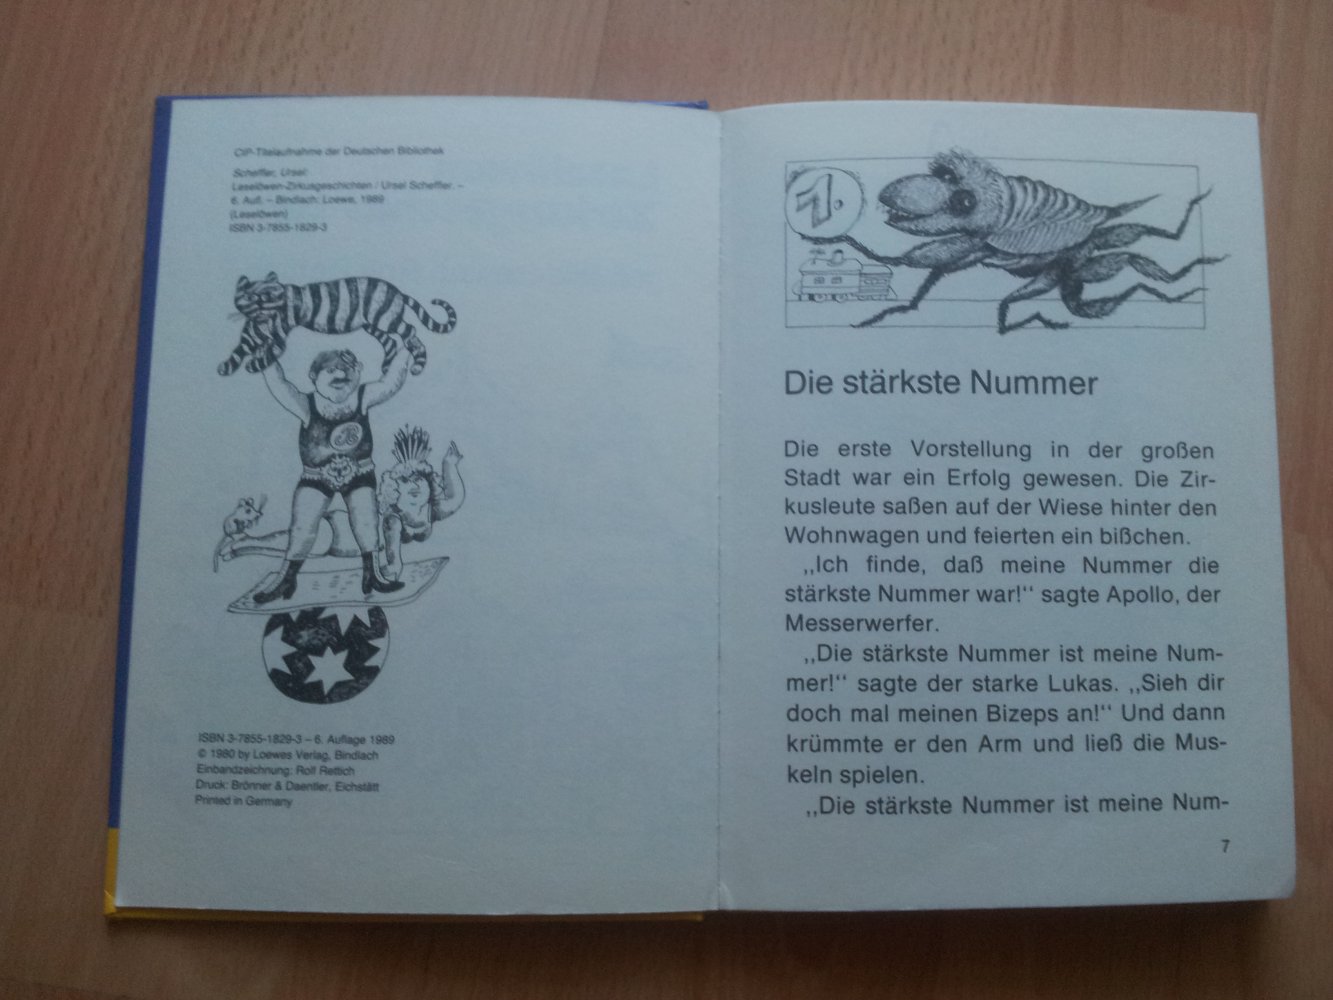 CIP-Titelaufnahme der Deutschen Bibliothek
Scheffler, Ursel:
Leselöwen-Zirkusgeschichten / Ursel Scheffler. –
6. Aufl. – Bindlach: Loewe, 1989
(Leselöwen)
ISBN 3-7855-1829-3
ISBN 3-7855-1829-3 – 6. Auflage 1989
© 1980 by Loewes Verlag, Bindlach
Einbandzeichnung: Rolf Rettich
Druck: Brönner & Daentler, Eichstätt
Printed in Germany
1.
Die stärkste Nummer
Die erste Vorstellung in der großen
Stadt war ein Erfolg gewesen. Die Zir-
kusleute saßen auf der Wiese hinter den
Wohnwagen und feierten ein bißchen.
„Ich finde, daß meine Nummer die
stärkste Nummer war!“ sagte Apollo, der
Messerwerfer.
„Die stärkste Nummer ist meine Num-
mer!“ sagte der starke Lukas. „Sieh dir
doch mal meinen Bizeps an!“ Und dann
krümmte er den Arm und ließ die Mus-
keln spielen.
„Die stärkste Nummer ist meine Num-
7